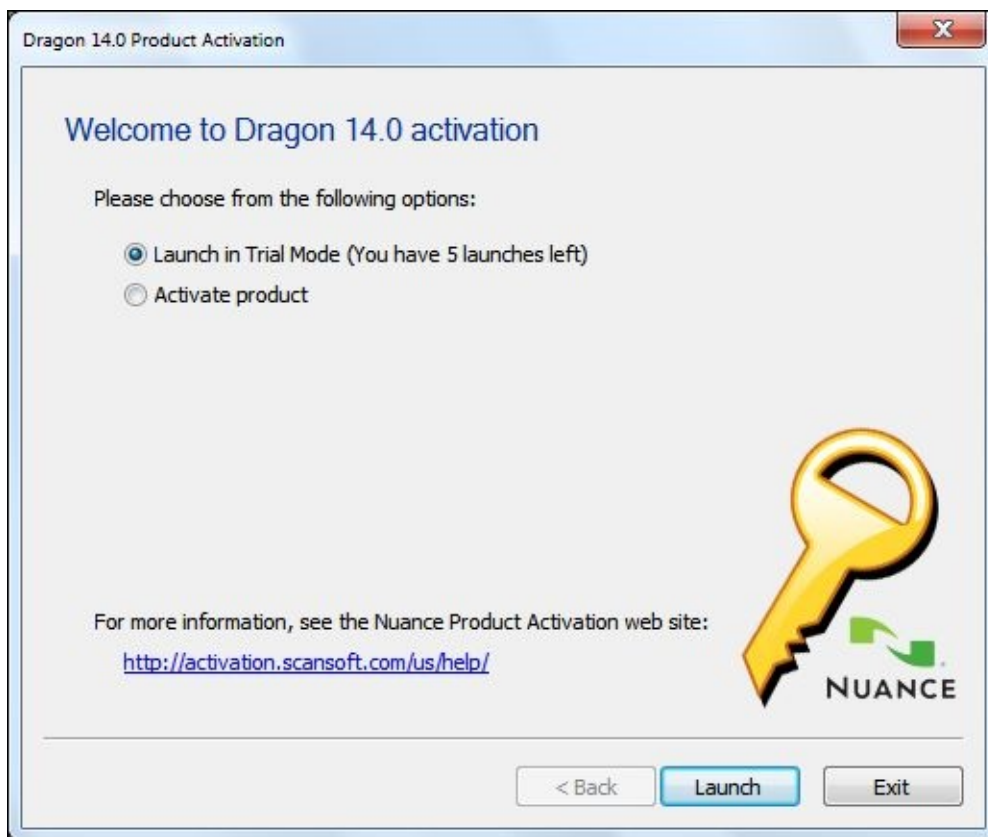 Dragon 14.0 Product Activation
Welcome to Dragon 14.0 activation
Please choose from the following options:
Launch in Trial Mode (You have 5 launches left)
Activate product
For more information, see the Nuance Product Activation web site:
http://activation.scansoft.com/us/help/
NUANCE
< Back Launch Exit